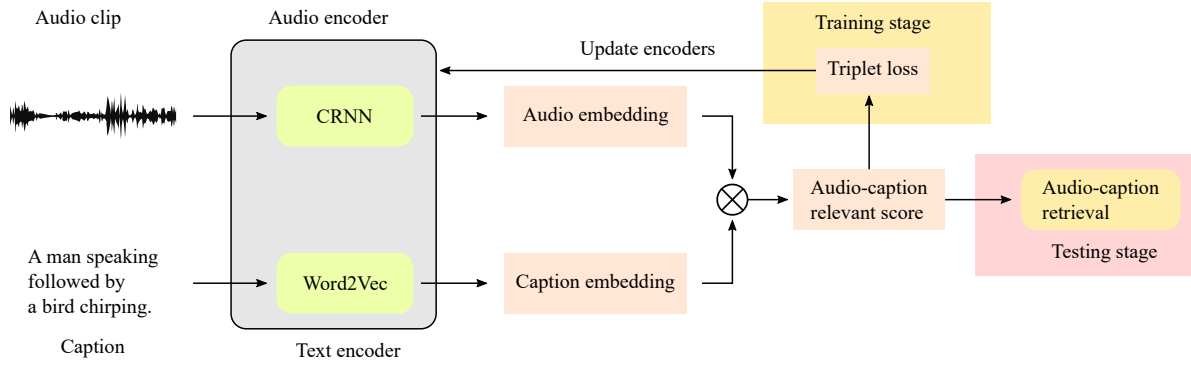 Audio clip
Audio encoder
Training stage
Update encoders
Triplet loss
CRNN
Audio embedding
Audio-caption
relevant score
Audio-caption
retrieval
Testing stage
A man speaking
followed by
a bird chirping.
Word2Vec
Caption embedding
Caption
Text encoder